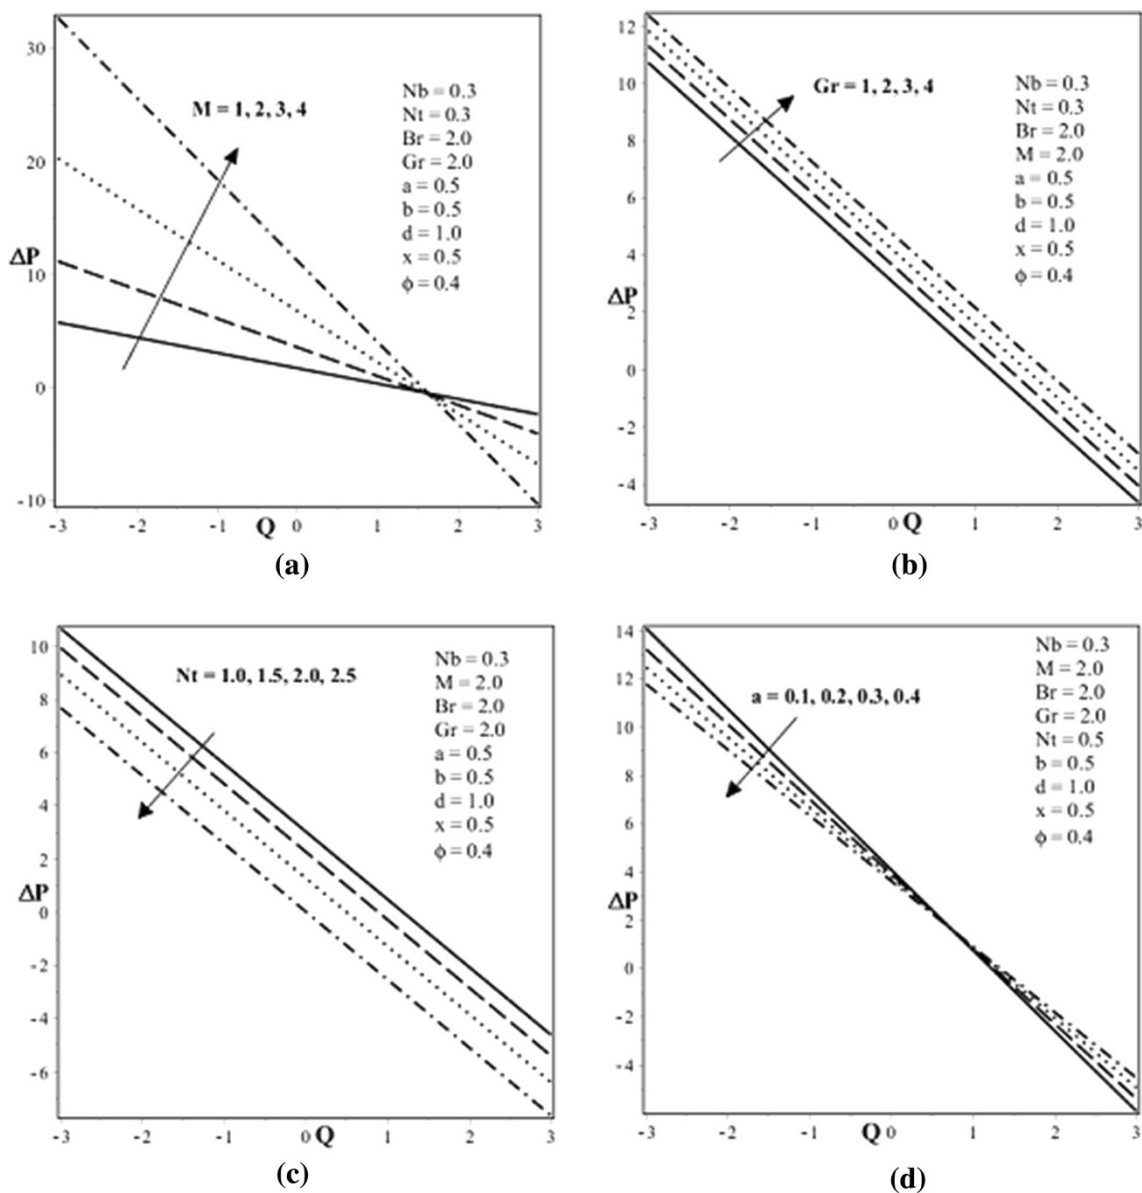 30
20
10
0
-10
ΔP
M = 1, 2, 3, 4
Nb = 0.3
Nt = 0.3
Br = 2.0
Gr = 2.0
a = 0.5
b = 0.5
d = 1.0
x = 0.5
ϕ = 0.4
-3 -2 -1 Q 0 1 2 3
(a)
12
10
8
6
4
ΔP
2
0
-2
-4
Gr = 1, 2, 3, 4
Nb = 0.3
Nt = 0.3
Br = 2.0
M = 2.0
a = 0.5
b = 0.5
d = 1.0
x = 0.5
ϕ = 0.4
-3 -2 -1 0 Q 1 2 3
(b)
10
8
6
4
2
ΔP
0
-2
-4
-6
Nt = 1.0, 1.5, 2.0, 2.5
Nb = 0.3
M = 2.0
Br = 2.0
Gr = 2.0
a = 0.5
b = 0.5
d = 1.0
x = 0.5
ϕ = 0.4
-3 -2 -1 0 Q 1 2 3
(c)
14
12
10
8
6
4
ΔP
2
0
-2
-4
a = 0.1, 0.2, 0.3, 0.4
Nb = 0.3
M = 2.0
Br = 2.0
Gr = 2.0
Nt = 0.5
b = 0.5
d = 1.0
x = 0.5
ϕ = 0.4
-3 -2 -1 Q 0 1 2 3
(d)